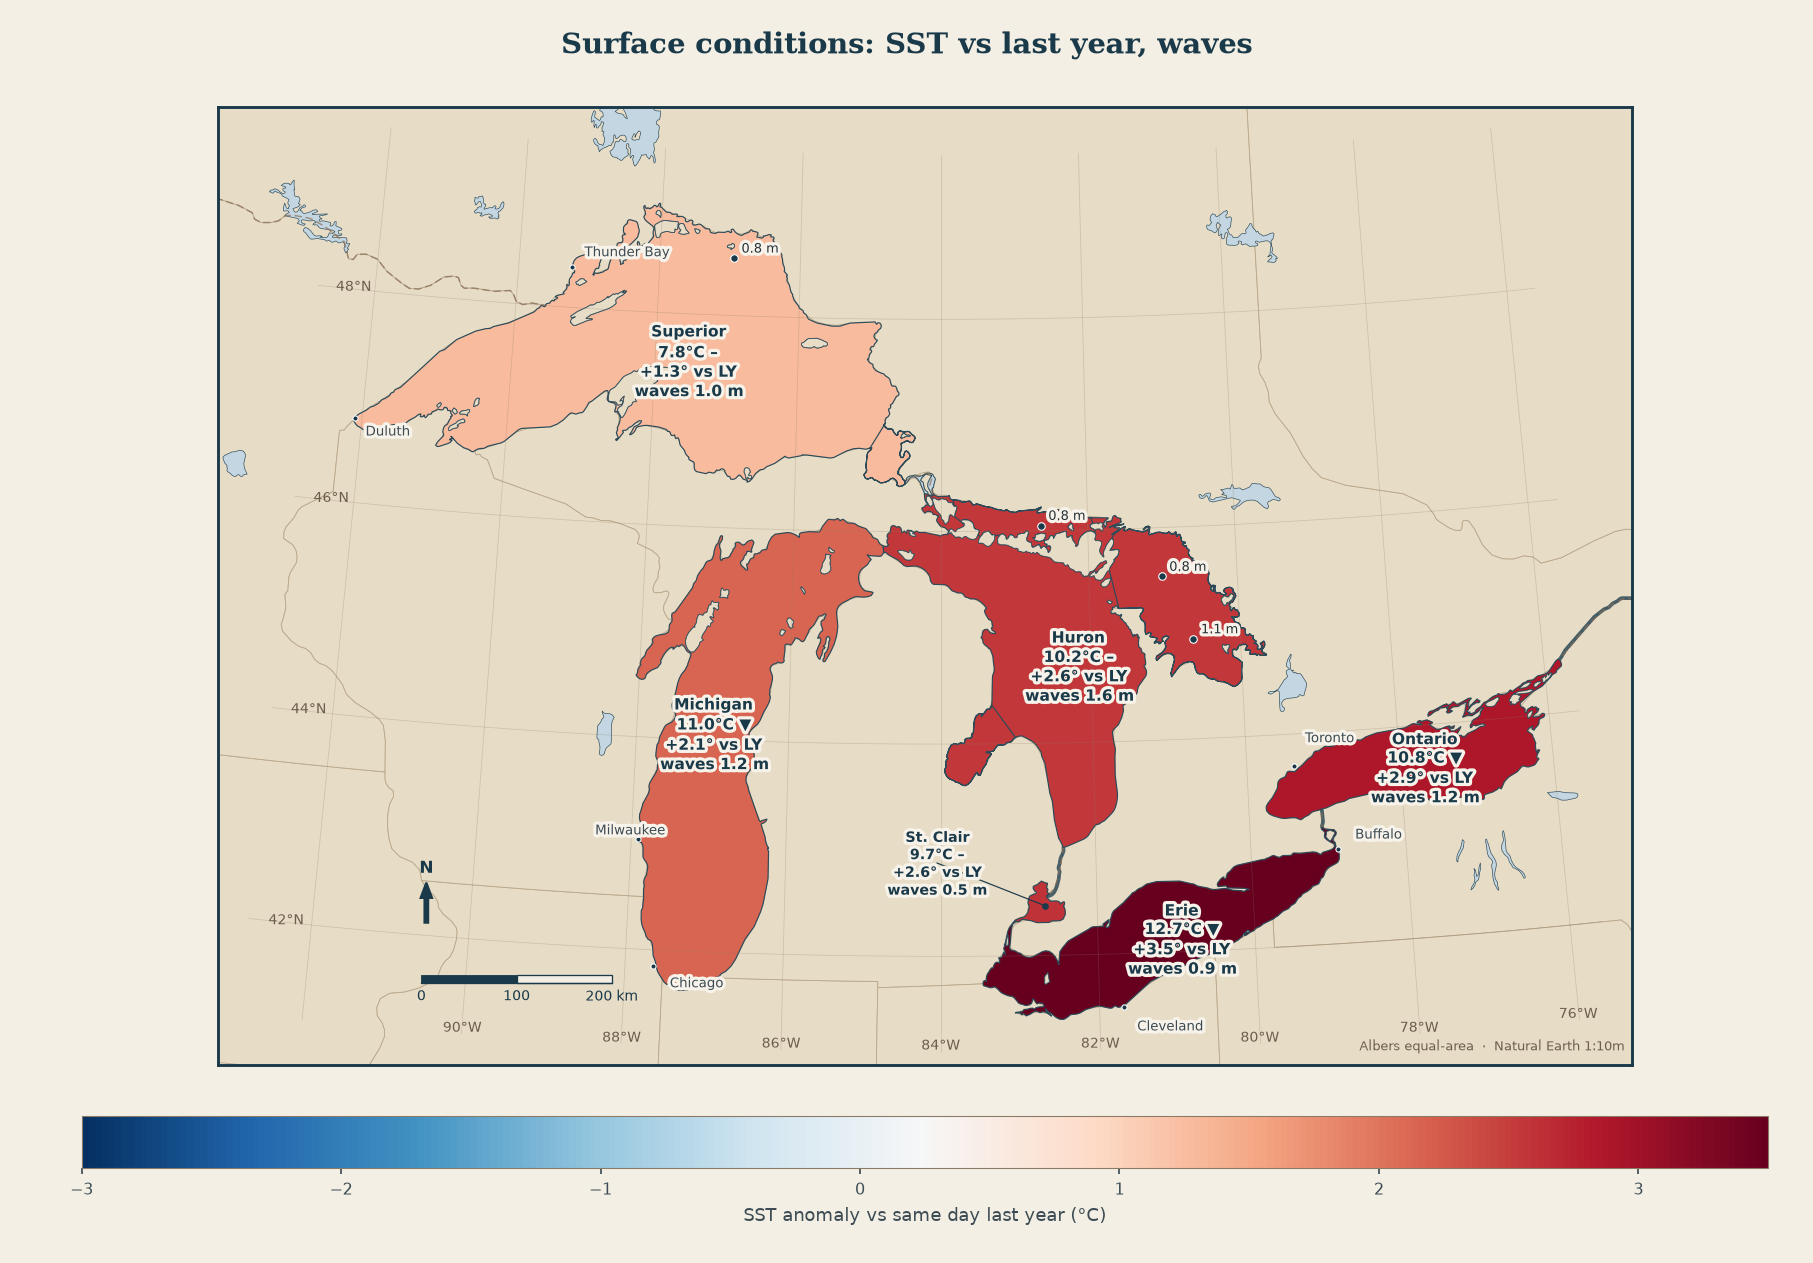 Surface conditions: SST vs last year, waves
Thunder Bay
0.8 m
48°N
Superior
7.8°C –
+1.3° vs LY
waves 1.0 m
Duluth
46°N
0.8 m
0.8 m
1.1 m
Huron
10.2°C –
+2.6° vs LY
waves 1.6 m
44°N
Michigan
11.0°C ▼
+2.1° vs LY
waves 1.2 m
Toronto
Ontario
10.8°C ▼
+2.9° vs LY
waves 1.2 m
Milwaukee
St. Clair
9.7°C –
+2.6° vs LY
waves 0.5 m
Buffalo
N
42°N
Erie
12.7°C ▼
+3.5° vs LY
waves 0.9 m
Chicago
0 100 200 km
Cleveland
90°W 88°W 86°W 84°W 82°W 80°W 78°W 76°W
Albers equal-area · Natural Earth 1:10m
−3 −2 −1 0 1 2 3
SST anomaly vs same day last year (°C)